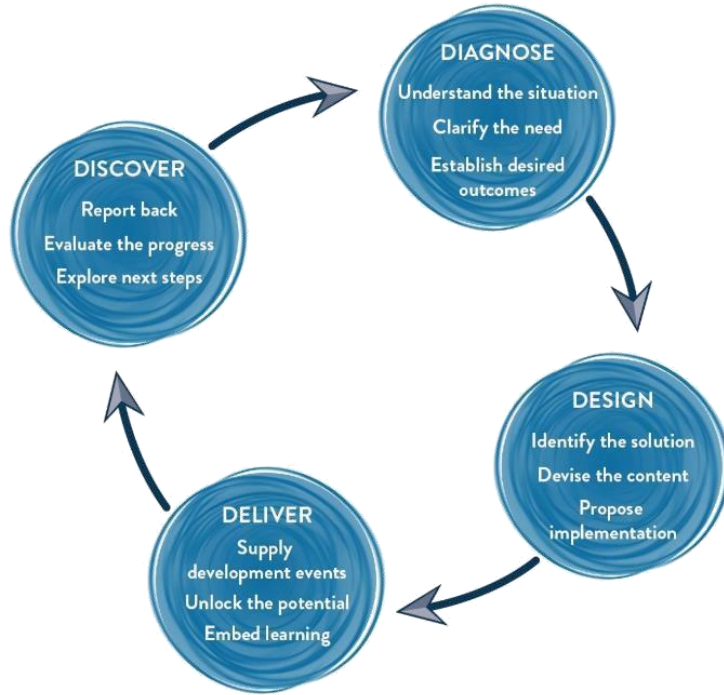 DIAGNOSE
Understand the situation
Clarify the need
Establish desired
outcomes
DESIGN
Identify the solution
Devise the content
Propose
implementation
DELIVER
Supply
development events
Unlock the potential
Embed learning
DISCOVER
Report back
Evaluate the progress
Explore next steps